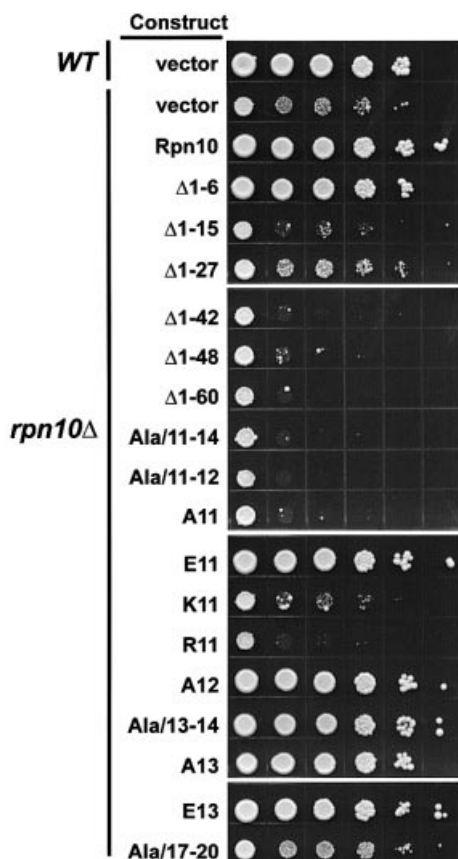 Construct
WT
vector
vector
Rpn10
Δ1-6
Δ1-15
Δ1-27
Δ1-42
Δ1-48
Δ1-60
rpn10Δ
Ala/11-14
Ala/11-12
A11
E11
K11
R11
A12
Ala/13-14
A13
E13
Ala/17-20